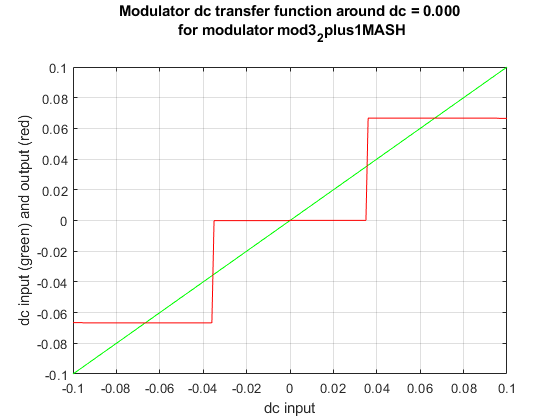 Modulator dc transfer function around dc = 0.000
for modulator mod3₂plus1MASH
dc input (green) and output (red)
0.1
0.08
0.06
0.04
0.02
0
-0.02
-0.04
-0.06
-0.08
-0.1
-0.1 -0.08 -0.06 -0.04 -0.02 0 0.02 0.04 0.06 0.08 0.1
dc input